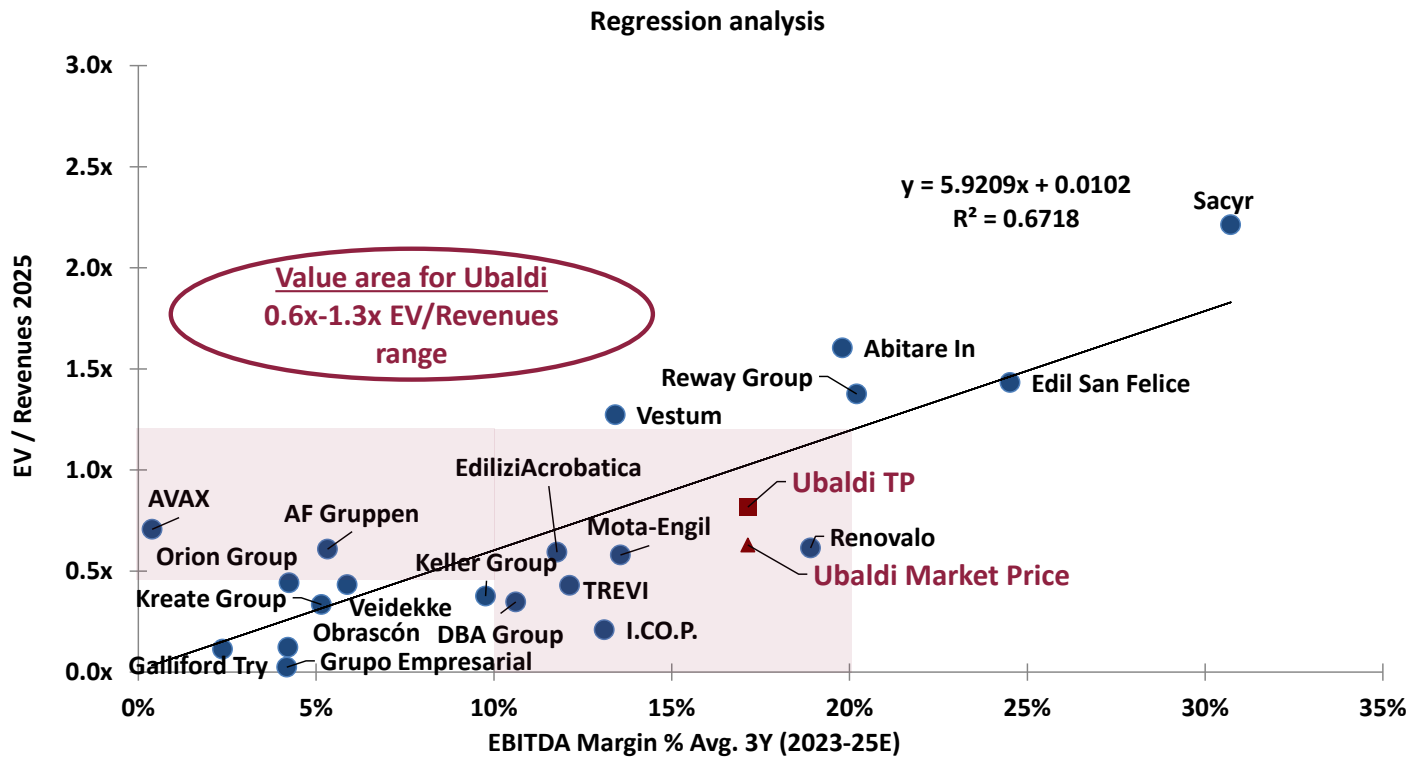 Regression analysis
3.0x
2.5x
2.0x
1.5x
1.0x
0.5x
0.0x
EV / Revenues 2025
y = 5.9209x + 0.0102
R² = 0.6718
Sacyr
Value area for Ubaldi
0.6x-1.3x EV/Revenues
range
Abitare In
Reway Group
Edil San Felice
Vestum
EdiliziAcrobatica
AVAX
AF Gruppen
Ubaldi TP
Mota-Engil
Renovalo
Orion Group
Keller Group
Ubaldi Market Price
Kreate Group
Veidekke
TREVI
Obrascón
DBA Group
I.CO.P.
Galliford Try
Grupo Empresarial
0%
5%
10%
15%
20%
25%
30%
35%
EBITDA Margin % Avg. 3Y (2023-25E)